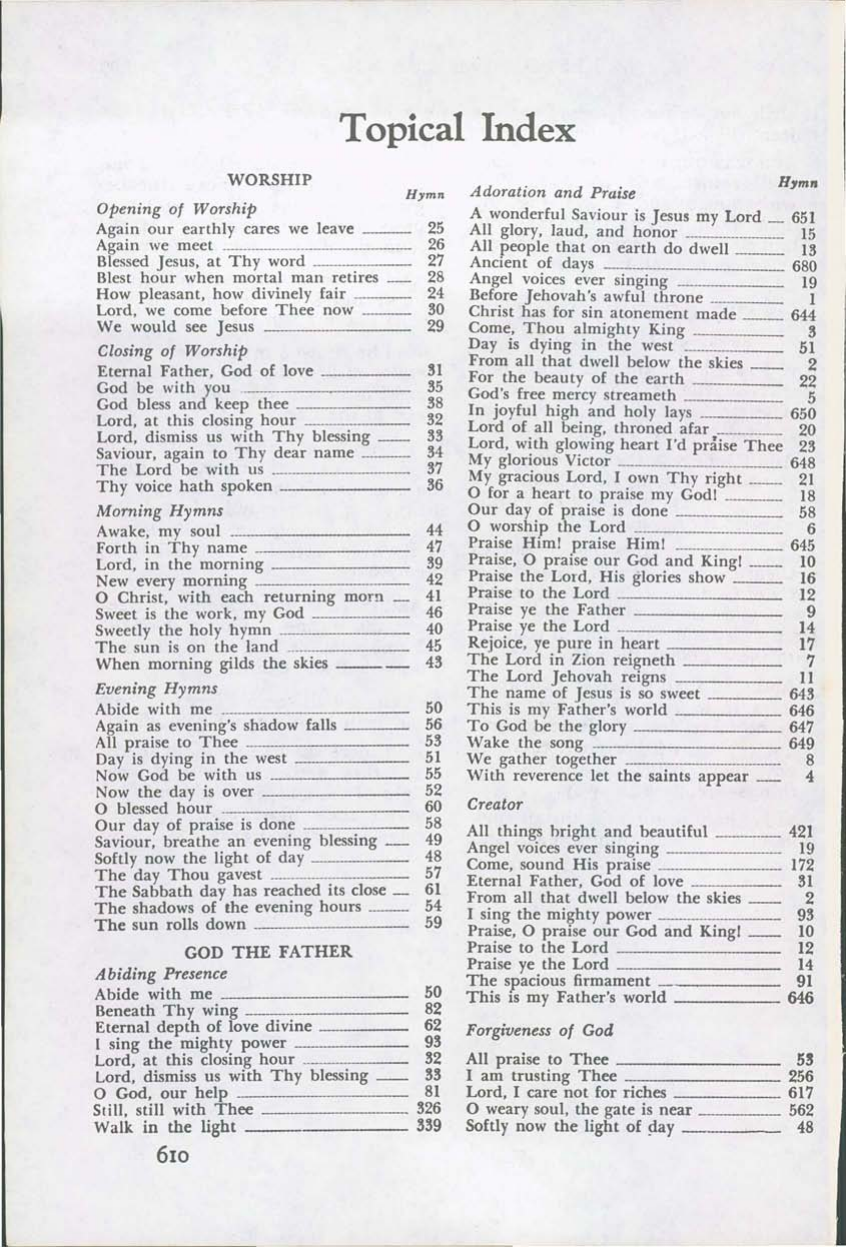 Topical Index
WORSHIP
Hymn
Opening of Worship
Again our earthly cares we leave 25
Again we meet 26
Blessed Jesus, at Thy word 27
Blest hour when mortal man retires 28
How pleasant, how divinely fair 24
Lord, we come before Thee now 30
We would see Jesus 29
Closing of Worship
Eternal Father, God of love 31
God be with you 35
God bless and keep thee 38
Lord, at this closing hour 32
Lord, dismiss us with Thy blessing 33
Saviour, again to Thy dear name 34
The Lord be with us 37
Thy voice hath spoken 36
Morning Hymns
Awake, my soul 44
Forth in Thy name 47
Lord, in the morning 39
New every morning 42
O Christ, with each returning morn 41
Sweet is the work, my God 46
Sweetly the holy hymn 40
The sun is on the land 45
When morning gilds the skies 43
Evening Hymns
Abide with me 50
Again as evening's shadow falls 56
All praise to Thee 53
Day is dying in the west 51
Now God be with us 55
Now the day is over 52
O blessed hour 60
Our day of praise is done 58
Saviour, breathe an evening blessing 49
Softly now the light of day 48
The day Thou gavest 57
The Sabbath day has reached its close 61
The shadows of the evening hours 54
The sun rolls down 59
GOD THE FATHER
Abiding Presence
Abide with me 50
Beneath Thy wing 82
Eternal depth of love divine 62
I sing the mighty power 93
Lord, at this closing hour 32
Lord, dismiss us with Thy blessing 33
O God, our help 81
Still, still with Thee 326
Walk in the light 339
610
Hymn
Adoration and Praise
A wonderful Saviour is Jesus my Lord 651
All glory, laud, and honor 15
All people that on earth do dwell 13
Ancient of days 680
Angel voices ever singing 19
Before Jehovah's awful throne 1
Christ has for sin atonement made 644
Come, Thou almighty King 3
Day is dying in the west 51
From all that dwell below the skies 2
For the beauty of the earth 22
God's free mercy streameth 5
In joyful high and holy lays 650
Lord of all being, throned afar 20
Lord, with glowing heart I'd praise Thee 23
My glorious Victor 648
My gracious Lord, I own Thy right 21
O for a heart to praise my God! 18
Our day of praise is done 58
O worship the Lord 6
Praise Him! praise Him! 645
Praise, O praise our God and King! 10
Praise the Lord, His glories show 16
Praise to the Lord 12
Praise ye the Father 9
Praise ye the Lord 14
Rejoice, ye pure in heart 17
The Lord in Zion reigneth 7
The Lord Jehovah reigns 11
The name of Jesus is so sweet 643
This is my Father's world 646
To God be the glory 647
Wake the song 649
We gather together 8
With reverence let the saints appear 4
Creator
All things bright and beautiful 421
Angel voices ever singing 19
Come, sound His praise 172
Eternal Father, God of love 31
From all that dwell below the skies 2
I sing the mighty power 93
Praise, O praise our God and King! 10
Praise to the Lord 12
Praise ye the Lord 14
The spacious firmament 91
This is my Father's world 646
Forgiveness of God
All praise to Thee 53
I am trusting Thee 256
Lord, I care not for riches 617
O weary soul, the gate is near 562
Softly now the light of day 48